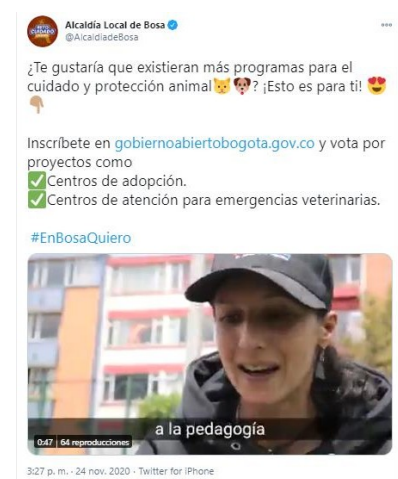 Alcaldía Local de Bosa
@AlcaldiadeBosa
¿Te gustaría que existieran más programas para el
cuidado y protección animal🐱🐶? ¡Esto es para ti! 😍
👇🏼
Inscríbete en gobiernoabiertobogota.gov.co y vota por
proyectos como
✅Centros de adopción.
✅Centros de atención para emergencias veterinarias.
#EnBosaQuiero
a la pedagogía
0:47 64 reproducciones
3:27 p. m. · 24 nov. 2020 · Twitter for iPhone